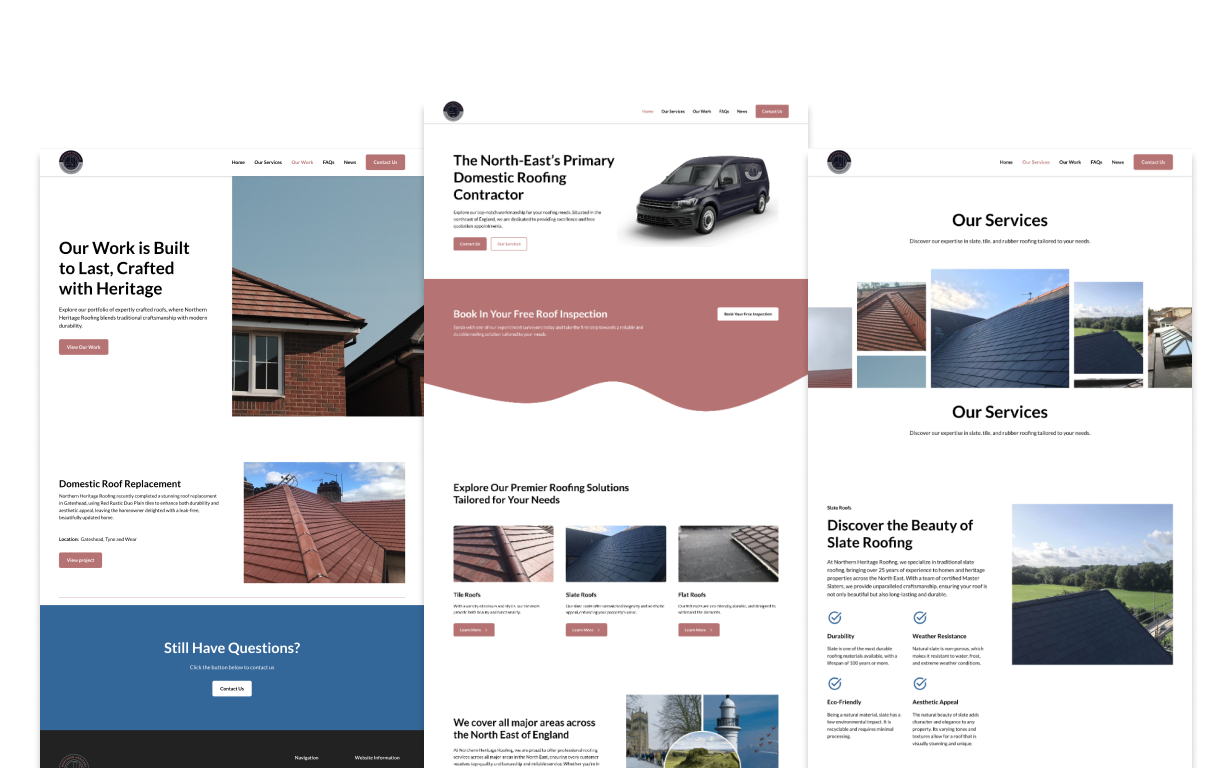 Home Our Services Our Work FAQs News Contact Us
Our Work is Built
to Last, Crafted
with Heritage
Explore our portfolio of expertly crafted roofs, where Northern
Heritage Roofing blends traditional craftsmanship with modern
durability.
View Our Work
Domestic Roof Replacement
Northern Heritage Roofing recently completed a stunning roof replacement
in Gateshead, using Red Rustic Duo Plain tiles to enhance both durability and
aesthetic appeal, leaving the homeowner delighted with a leak-free,
beautifully updated home.
Location: Gateshead, Tyne and Wear
View project
Still Have Questions?
Click the button below to contact us
Contact Us
Navigation Website Information
Home Our Services Our Work FAQs News Contact Us
The North-East's Primary
Domestic Roofing
Contractor
Explore our top-notch workmanship for your roofing needs. Situated in the
northeast of England, we are dedicated to providing excellence and free
quotation appointments.
Contact Us Our Services
Book In Your Free Roof Inspection
Book Your Free Inspection
Speak with one of our experienced surveyors today and take the first step towards a reliable and
durable roofing solution tailored to your needs.
Explore Our Premier Roofing Solutions
Tailored for Your Needs
Tile Roofs
Learn More >
Slate Roofs
Learn More >
Flat Roofs
Learn More >
We cover all major areas across
the North East of England
At Northern Heritage Roofing, we are proud to offer professional roofing
services across all major areas in the North East, ensuring every customer
receives top-quality craftsmanship and reliable service. Whether you're in
Home Our Services Our Work FAQs News Contact Us
Our Services
Discover our expertise in slate, tile, and rubber roofing tailored to your needs.
Our Services
Discover our expertise in slate, tile, and rubber roofing tailored to your needs.
Slate Roofs
Discover the Beauty of
Slate Roofing
At Northern Heritage Roofing, we specialize in traditional slate
roofing, bringing over 25 years of experience to homes and heritage
properties across the North East. With a team of certified Master
Slaters, we provide unparalleled craftsmanship, ensuring your roof is
not only beautiful but also long-lasting and durable.
Durability
Slate is one of the most durable
roofing materials available, with a
lifespan of 100 years or more.
Weather Resistance
Natural slate is non-porous, which
makes it resistant to water, frost,
and extreme weather conditions.
Eco-Friendly
Being a natural material, slate has a
low environmental impact. It is
recyclable and requires minimal
processing.
Aesthetic Appeal
The natural beauty of slate adds
character and elegance to any
property. Its varying tones and
textures allow for a roof that is
visually stunning and unique.